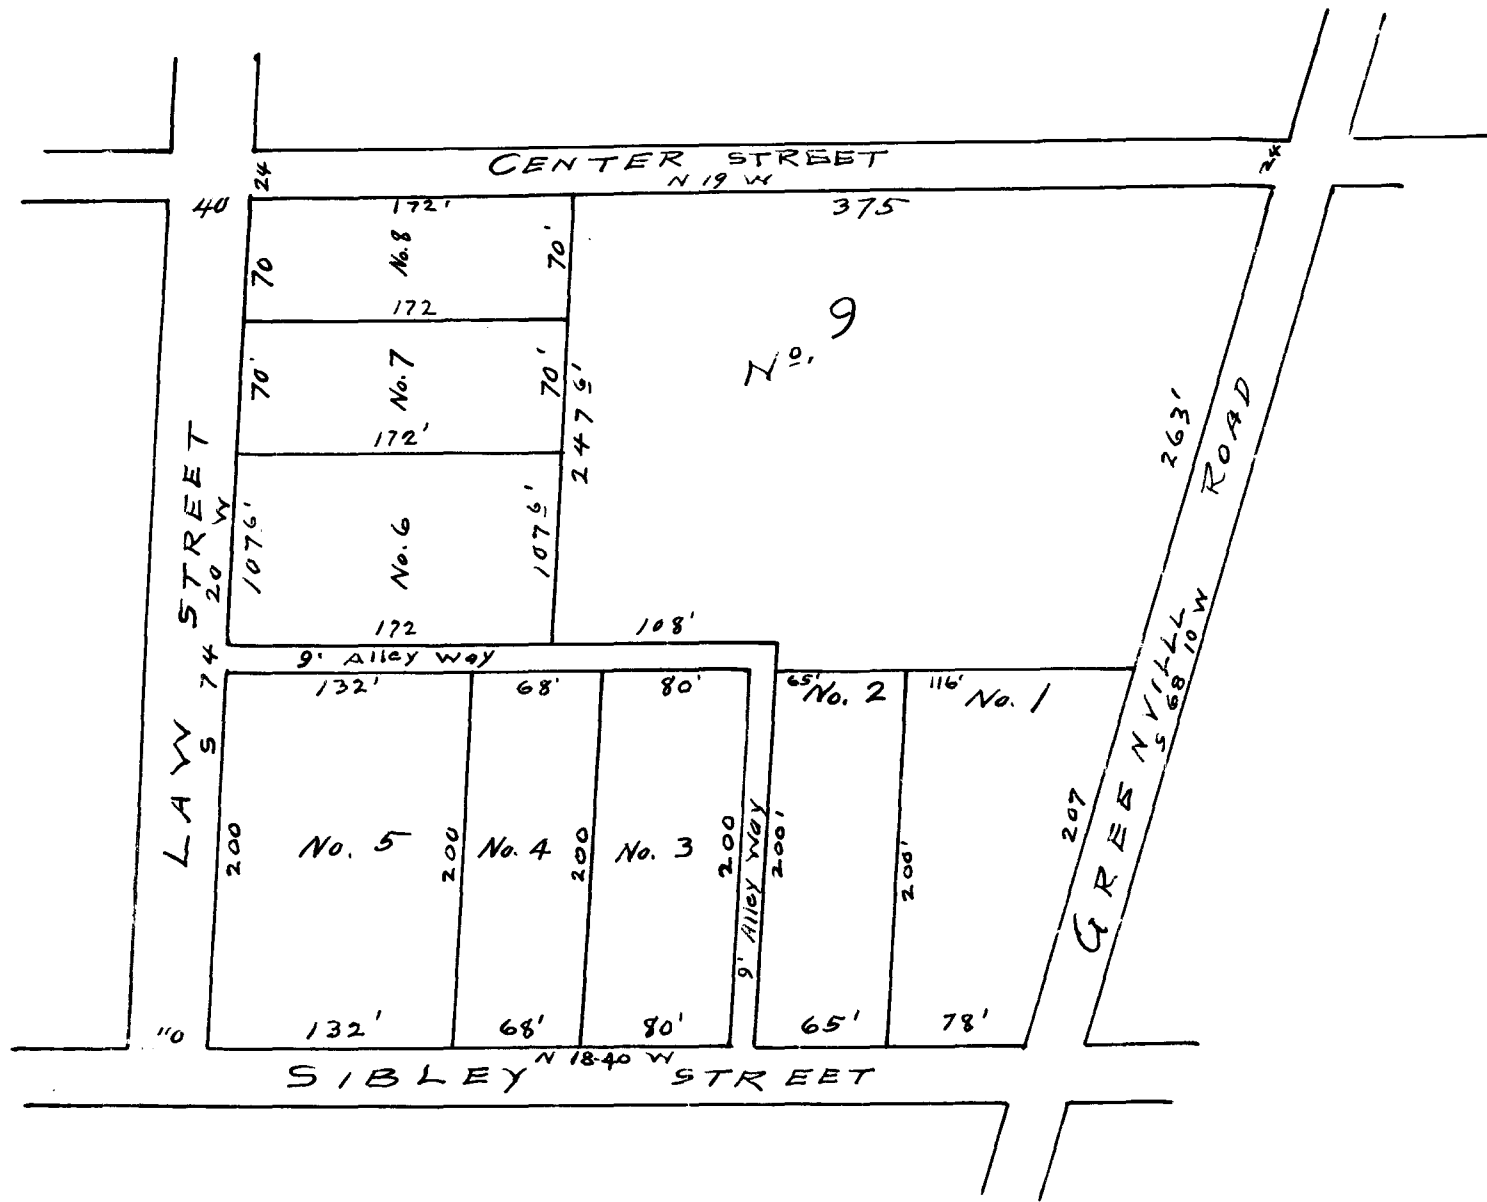 CENTER STREET
N 19 W
24
24
40
172'
375
70
No. 8
70'
172
No. 9
70'
No. 7
70'
247 6'
172'
263'
107 6'
No. 6
107 6'
172
108'
9' Alley Way
LAW STREET
S 74 20 W
GREENVILL ROAD
S 68 10 W
132'
68'
80'
65'
No. 2
116'
No. 1
200
No. 5
200
No. 4
200
No. 3
200
9' Alley Way
200'
200'
207
40
132'
68'
80'
65'
78'
N 18-40 W
SIBLEY STREET